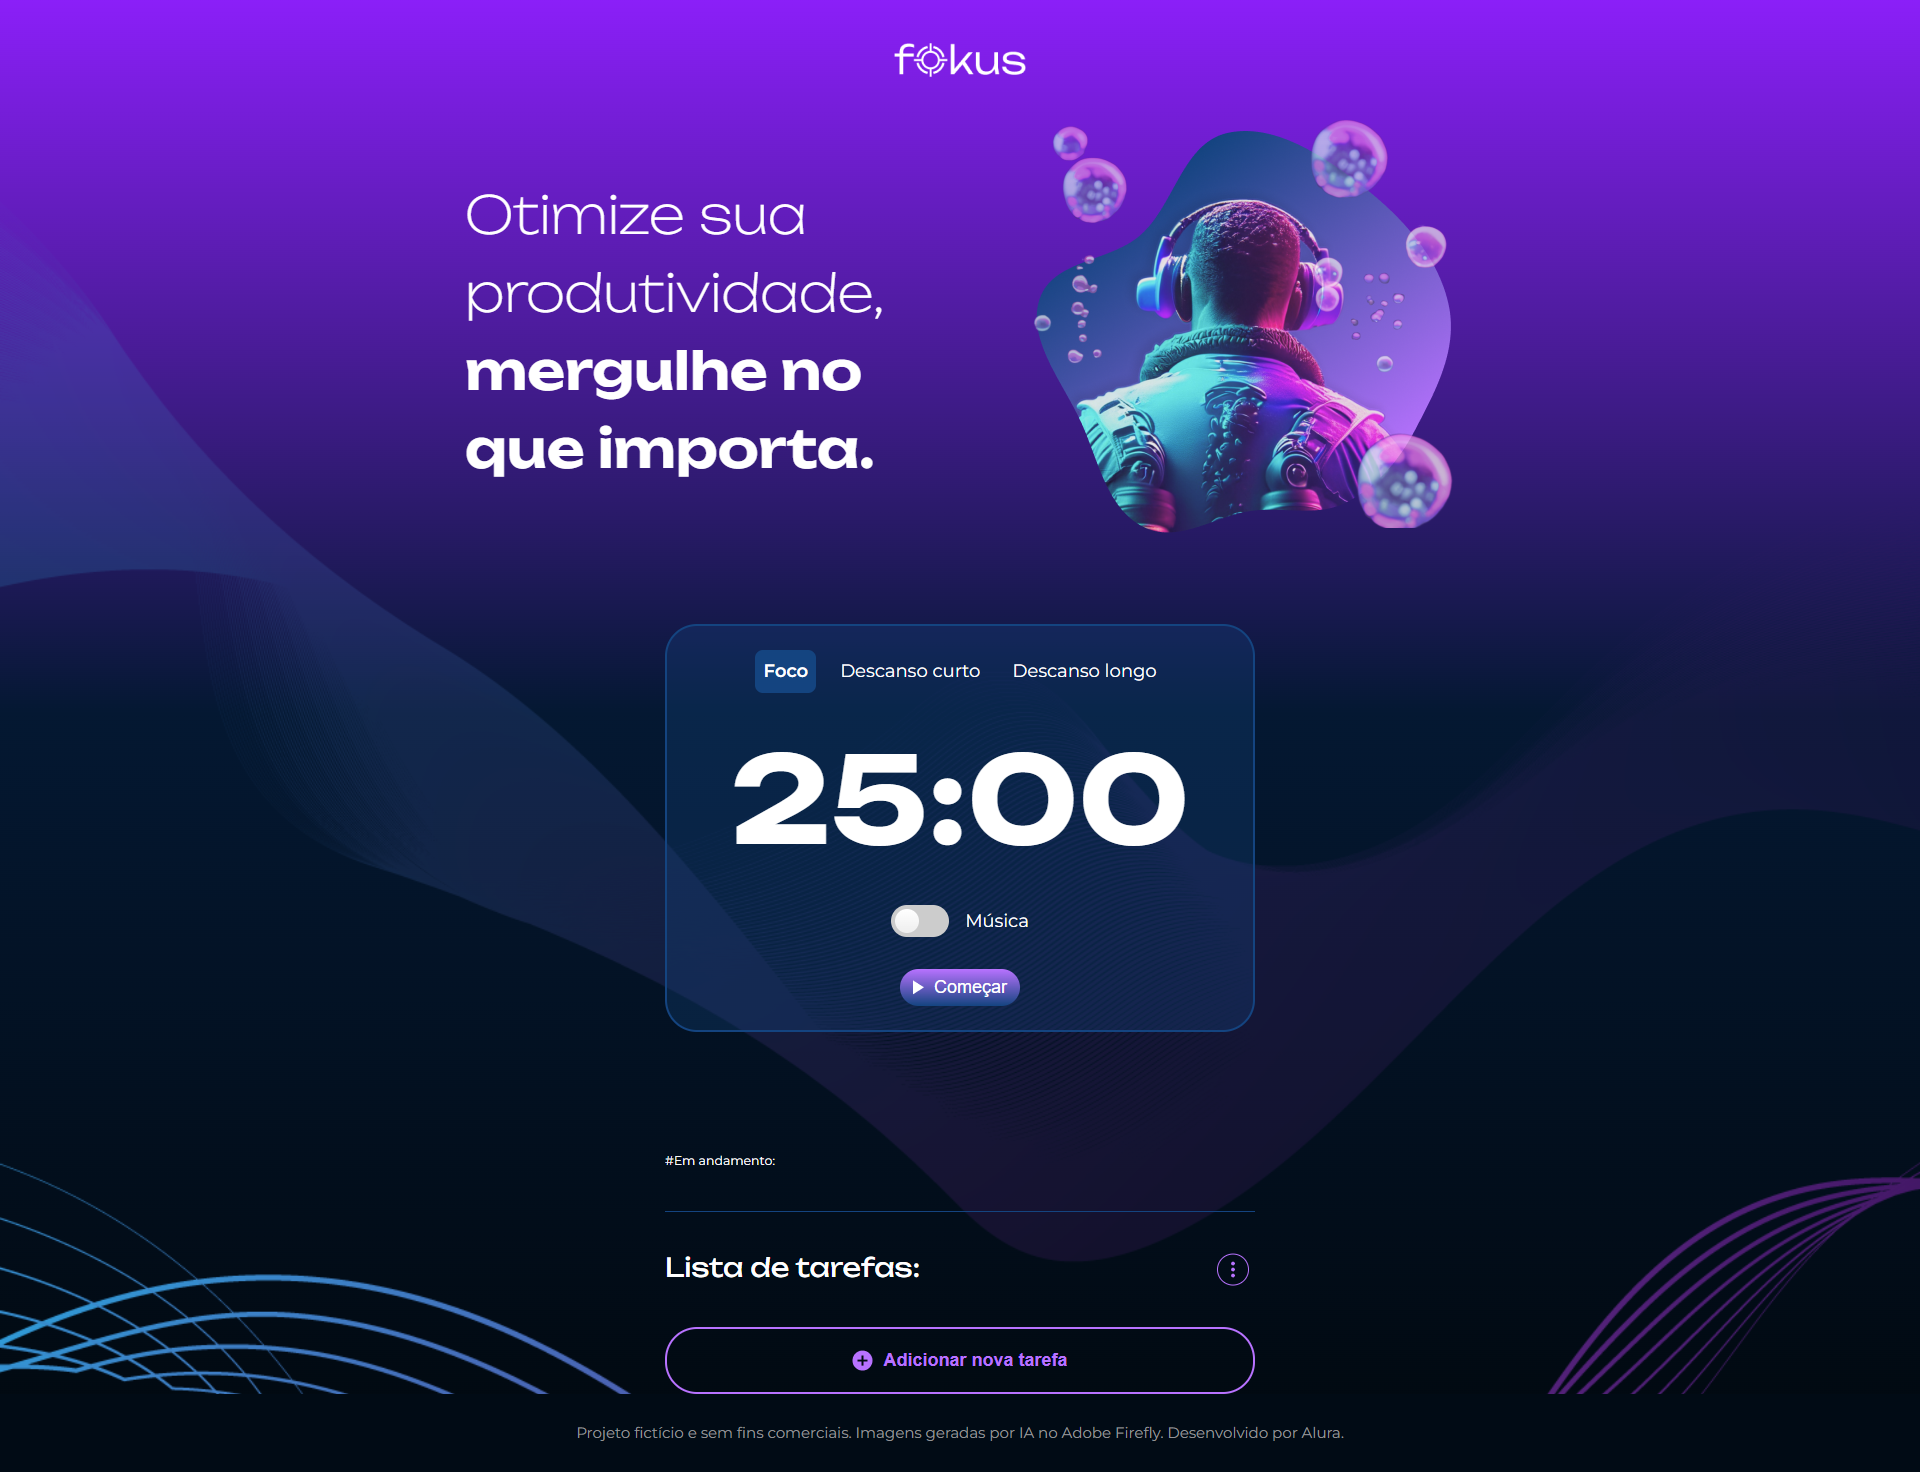 fokus
Otimize sua
produtividade,
mergulhe no
que importa.
Foco Descanso curto Descanso longo
25:00
Música
Começar
#Em andamento:
Lista de tarefas:
Adicionar nova tarefa
Projeto fictício e sem fins comerciais. Imagens geradas por IA no Adobe Firefly. Desenvolvido por Alura.